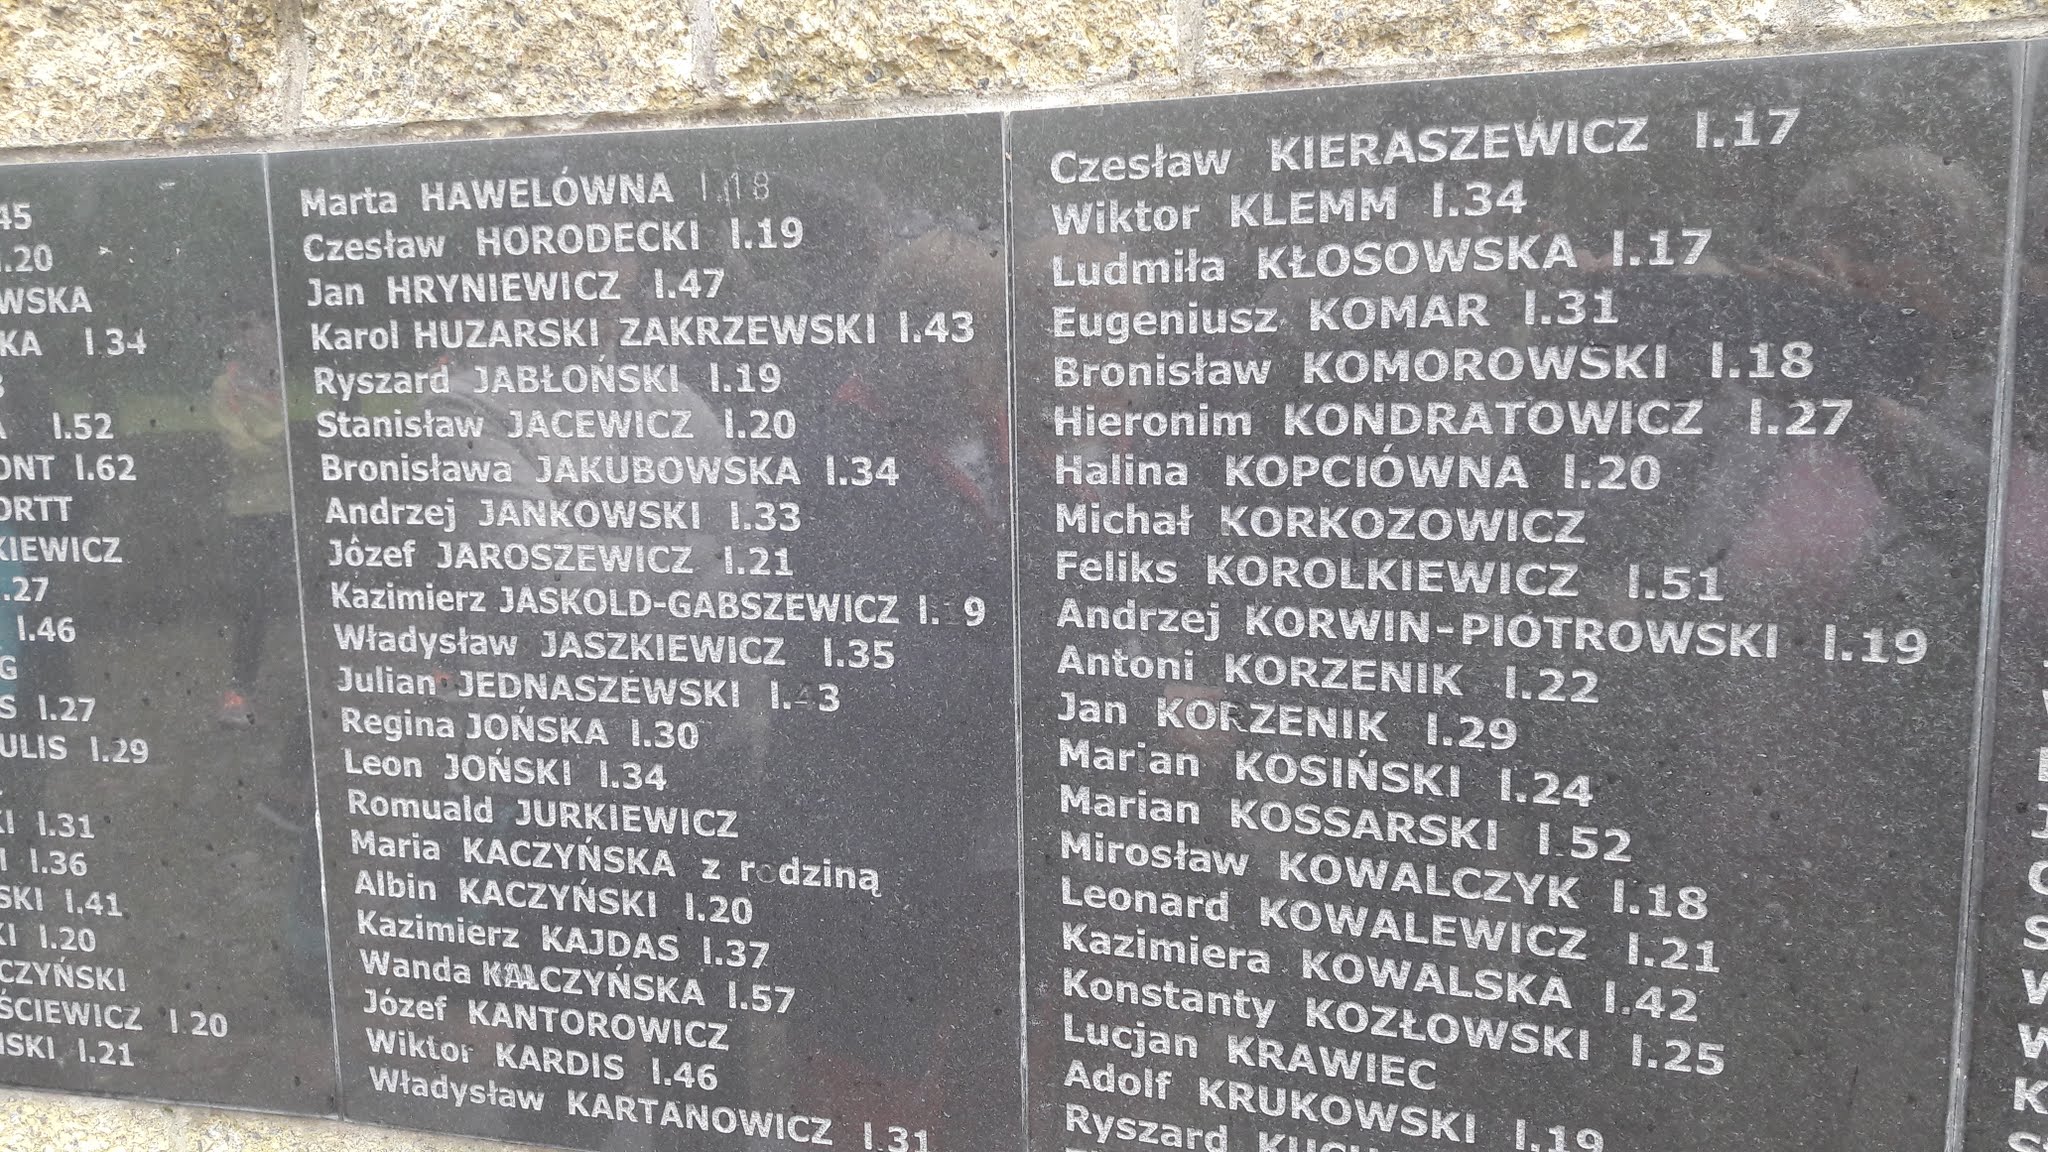 45
.20
WSKA
KA I.34
I.52
ONT I.62
ORTT
KIEWICZ
.27
I.46
G
S I.27
ULIS I.29
KI I.31
I I.36
SKI I.41
KI I.20
CZYŃSKI
ŚCIEWICZ I.20
ŃSKI I.21
Marta HAWELÓWNA I.18
Czesław HORODECKI I.19
Jan HRYNIEWICZ I.47
Karol HUZARSKI ZAKRZEWSKI I.43
Ryszard JABŁOŃSKI I.19
Stanisław JACEWICZ I.20
Bronisława JAKUBOWSKA I.34
Andrzej JANKOWSKI I.33
Józef JAROSZEWICZ I.21
Kazimierz JASKOLD-GABSZEWICZ I.19
Władysław JASZKIEWICZ I.35
Julian JEDNASZEWSKI I.43
Regina JOŃSKA I.30
Leon JOŃSKI I.34
Romuald JURKIEWICZ
Maria KACZYŃSKA z rodziną
Albin KACZYŃSKI I.20
Kazimierz KAJDAS I.37
Wanda KALCZYŃSKA I.57
Józef KANTOROWICZ
Wiktor KARDIS I.46
Władysław KARTANOWICZ I.31
Czesław KIERASZEWICZ I.17
Wiktor KLEMM I.34
Ludmiła KŁOSOWSKA I.17
Eugeniusz KOMAR I.31
Bronisław KOMOROWSKI I.18
Hieronim KONDRATOWICZ I.27
Halina KOPCIÓWNA I.20
Michał KORKOZOWICZ
Feliks KOROLKIEWICZ I.51
Andrzej KORWIN-PIOTROWSKI I.19
Antoni KORZENIK I.22
Jan KORZENIK I.29
Marian KOSIŃSKI I.24
Marian KOSSARSKI I.52
Mirosław KOWALCZYK I.18
Leonard KOWALEWICZ I.21
Kazimiera KOWALSKA I.42
Konstanty KOZŁOWSKI I.25
Lucjan KRAWIEC
Adolf KRUKOWSKI I.19
Ryszard